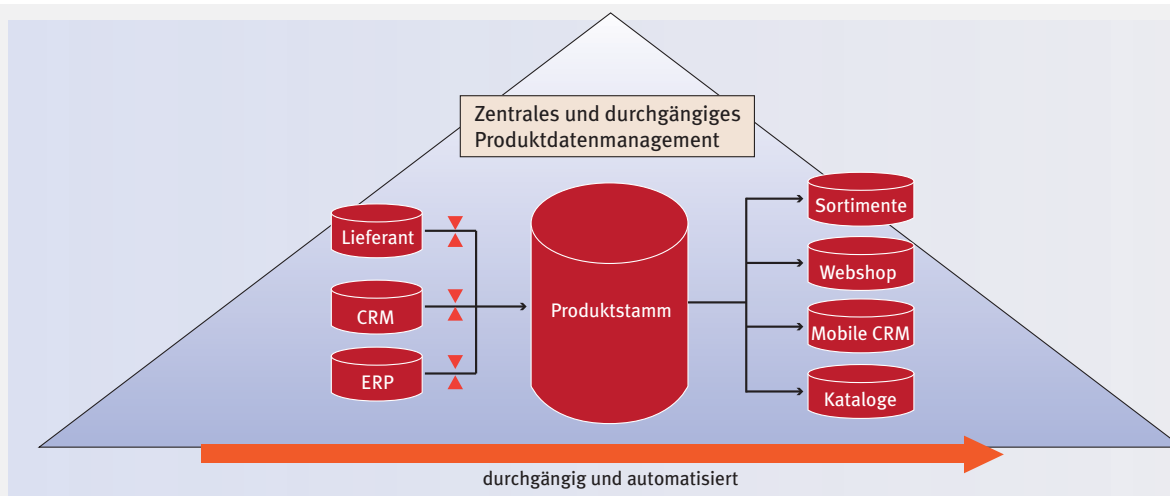 Zentrales und durchgängiges
Produktdatenmanagement
Lieferant
CRM
ERP
Produktstamm
Sortimente
Webshop
Mobile CRM
Kataloge
durchgängig und automatisiert